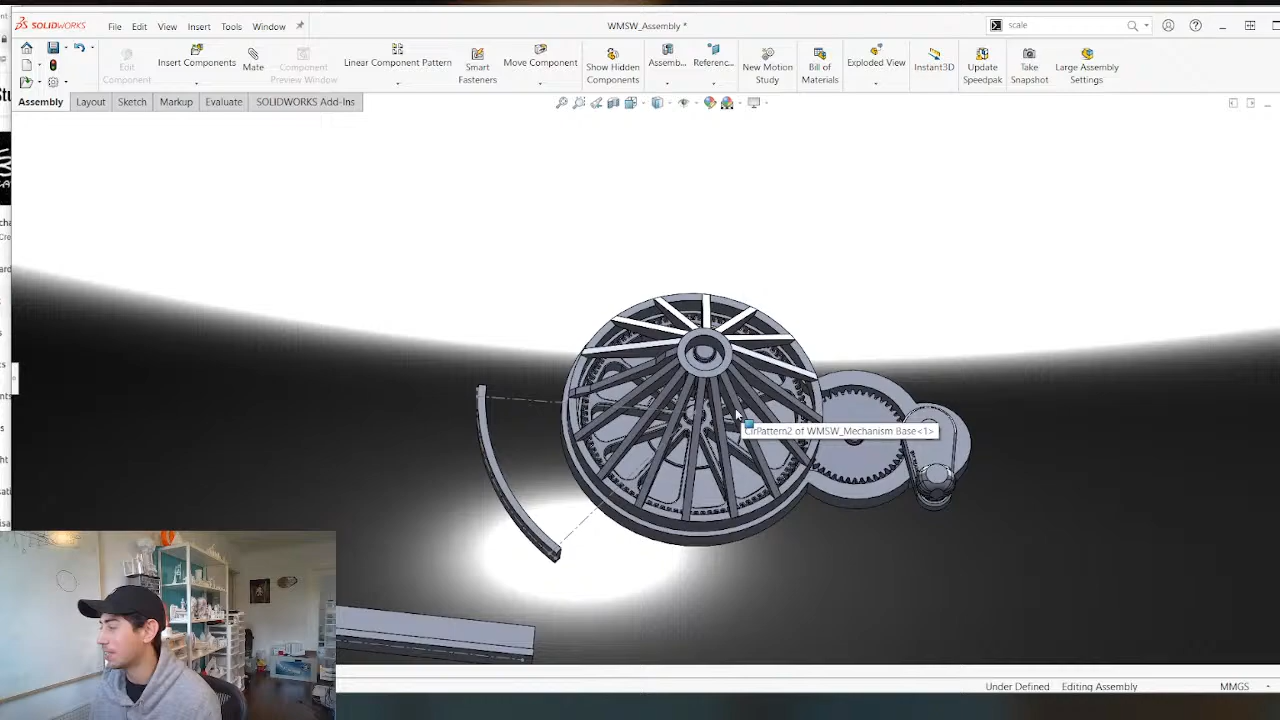 SOLIDWORKS
File Edit View Insert Tools Window
WMSW_Assembly *
scale
Edit Component
Insert Components
Mate
Component Preview Window
Linear Component Pattern
Smart Fasteners
Move Component
Show Hidden Components
Assemb...
Referenc...
New Motion Study
Bill of Materials
Exploded View
Instant3D
Update Speedpak
Take Snapshot
Large Assembly Settings
Assembly Layout Sketch Markup Evaluate SOLIDWORKS Add-Ins
CirPattern2 of WMSW_Mechanism Base<1>
Under Defined Editing Assembly MMGS